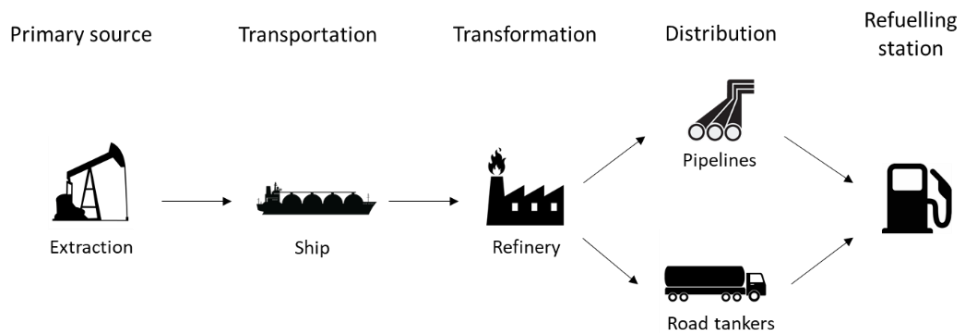 Primary source
Transportation
Transformation
Distribution
Refuelling
station
Extraction
Ship
Refinery
Pipelines
Road tankers